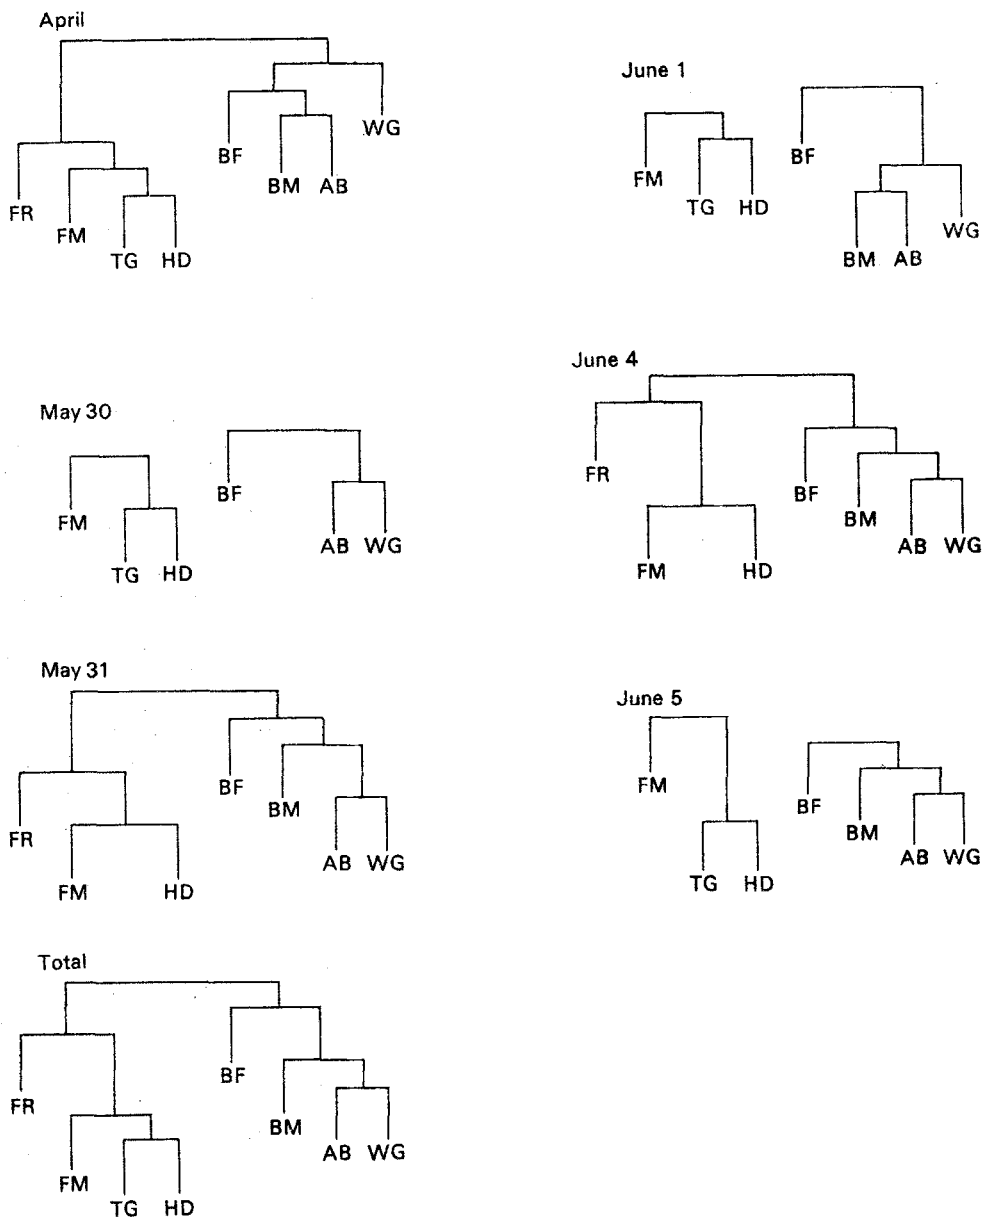 April
WG
BF
BM AB
FR
FM
TG HD
June 1
BF
FM
TG HD
WG
BM AB
May 30
BF
FM
AB WG
TG HD
June 4
FR
BF
BM
AB WG
FM HD
May 31
BF
BM
FR
AB WG
FM HD
June 5
FM
BF
BM
AB WG
TG HD
Total
BF
FR
BM
AB WG
FM
TG HD